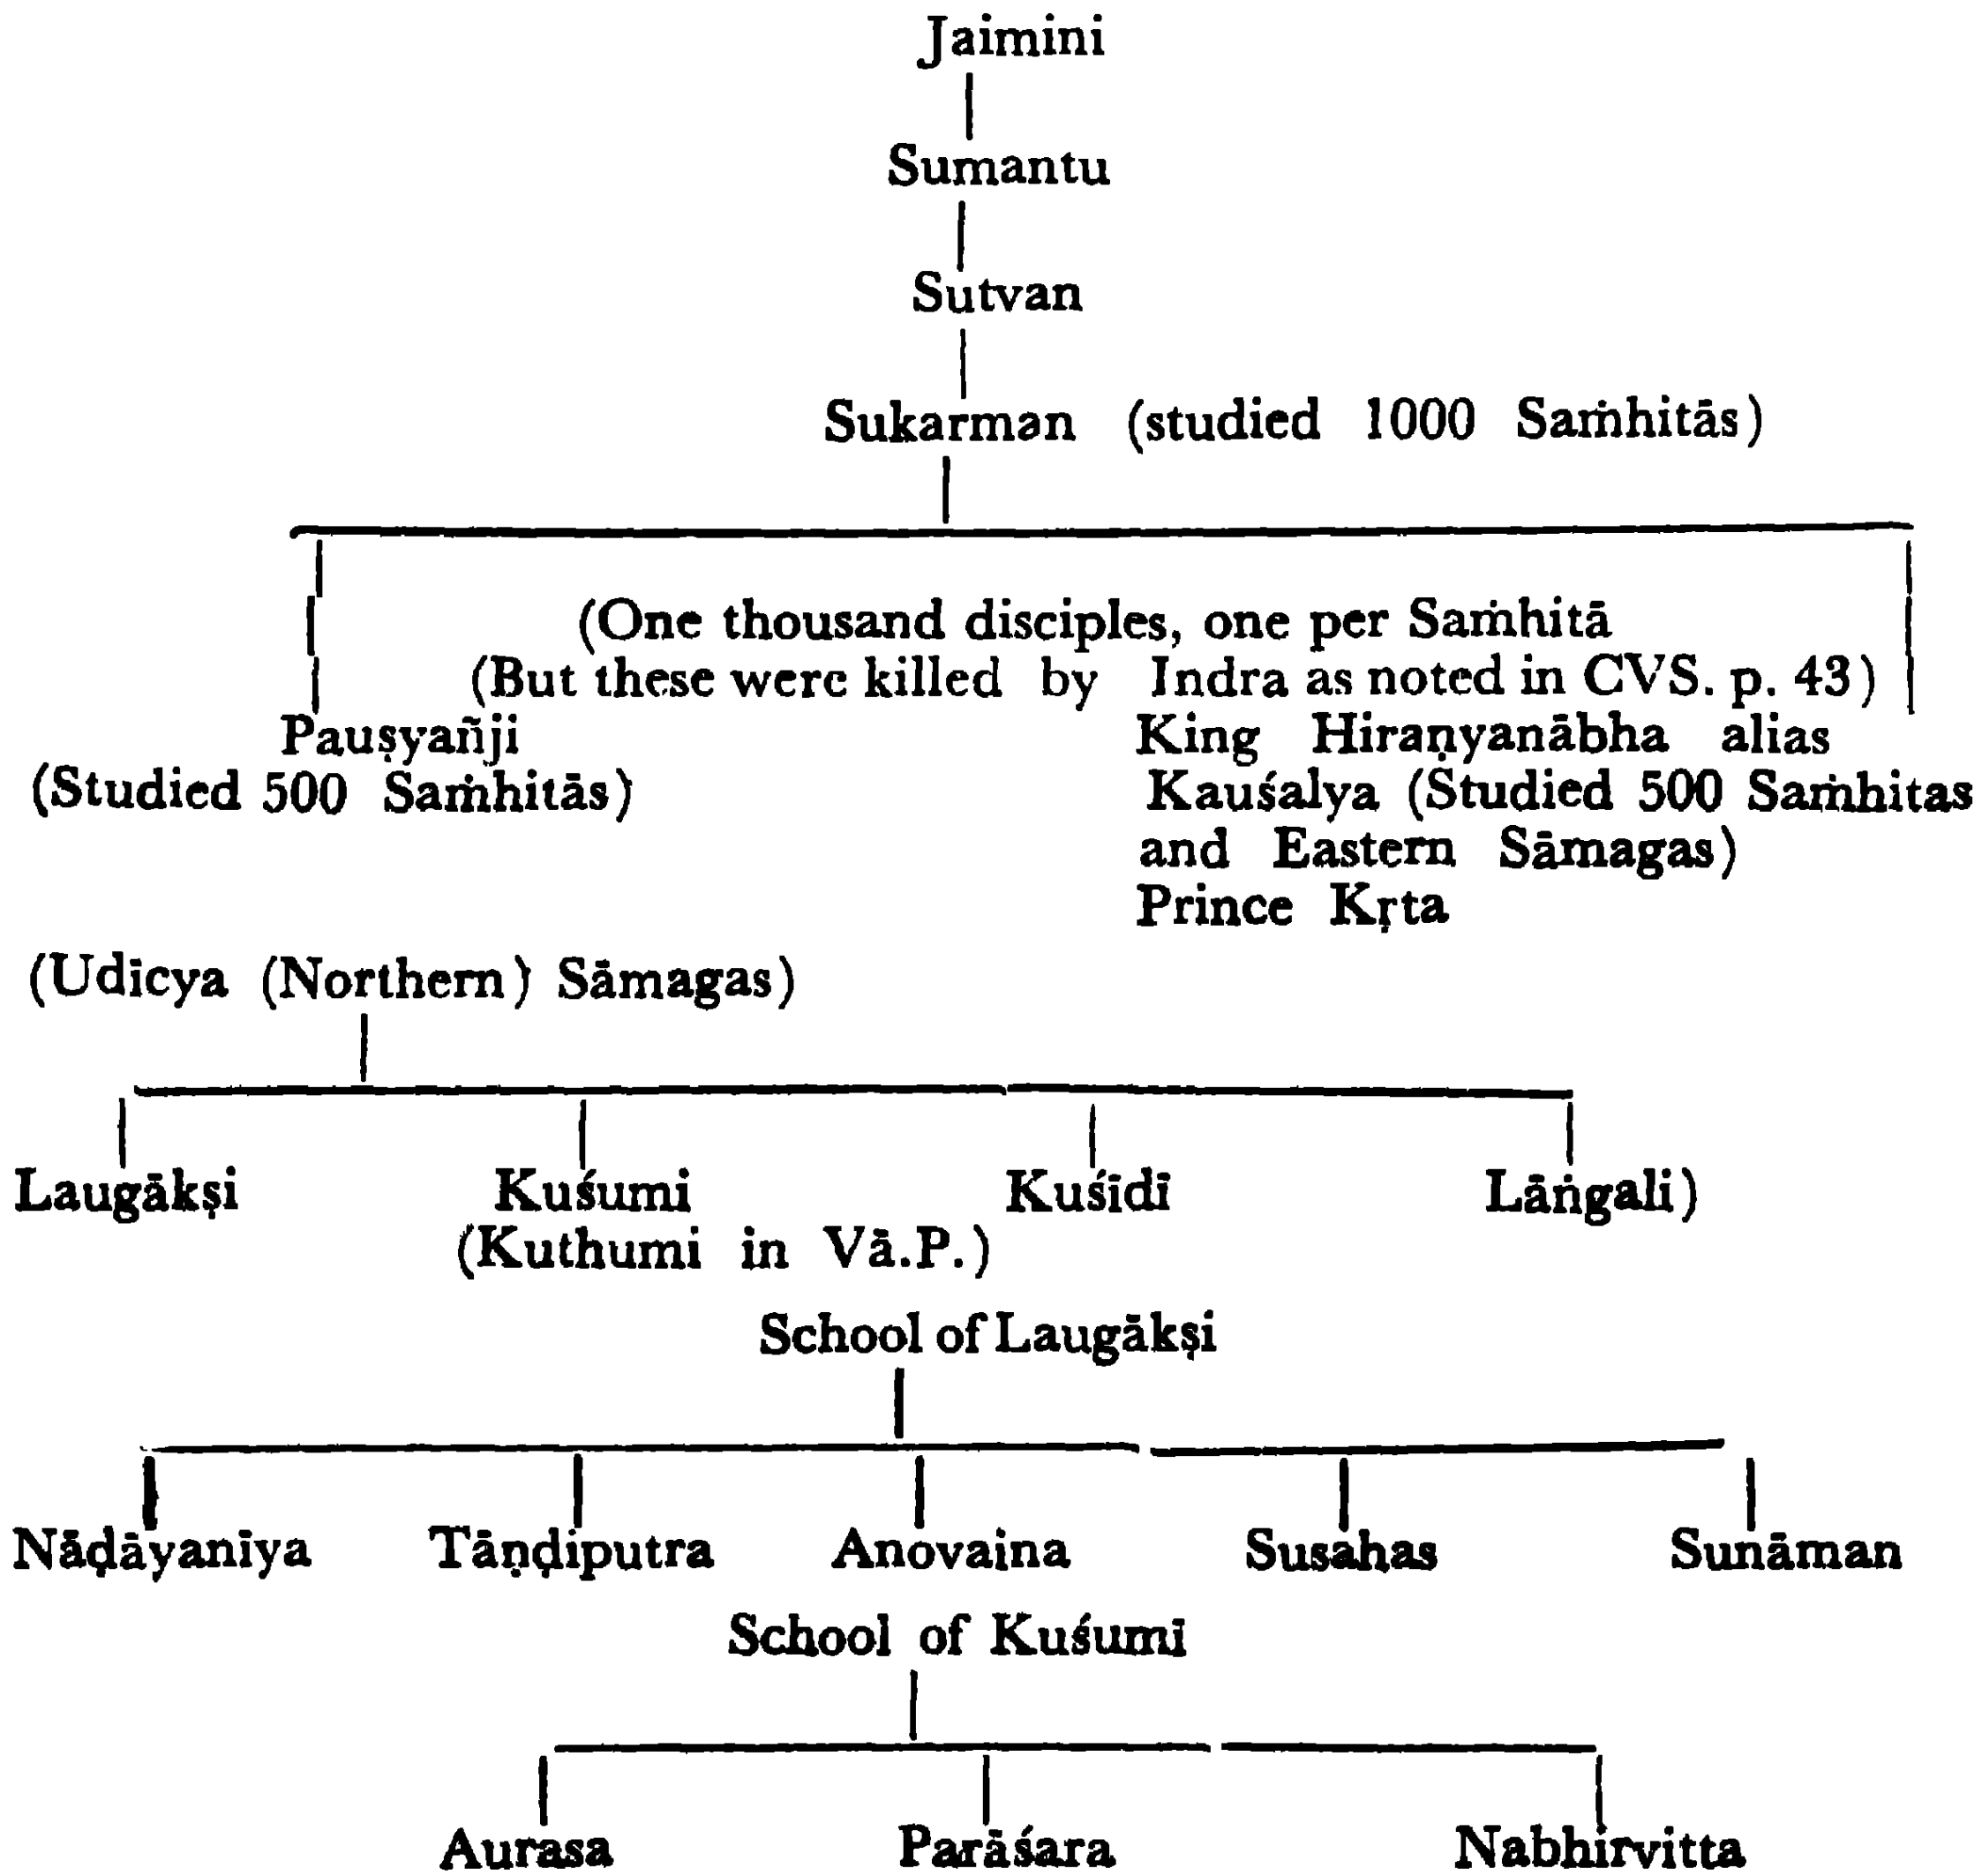 Jaimini
Sumantu
Sutvan
Sukarman (studied 1000 Saṁhitās)
(One thousand disciples, one per Saṁhitā
(But these were killed by Indra as noted in CVS. p. 43)
Pauṣyañji
(Studied 500 Saṁhitās)
King Hiraṇyanābha alias
Kauśalya (Studied 500 Saṁhitas
and Eastern Sāmagas)
Prince Kṛta
(Udicya (Northern) Sāmagas)
Laugākṣi Kuśumi Kuśīdī Lāṅgali)
(Kuthumi in Vā.P.)
School of Laugākṣi
Nāḍāyanīya Tāṇḍiputra Anovaina Susahas Sunāman
School of Kuśumi
Aurasa Parāśara Nabhirvitta